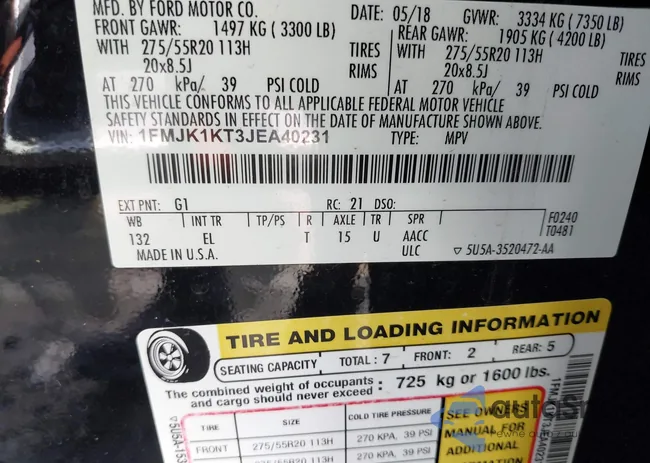 MFD. BY FORD MOTOR CO. DATE: 05/18 GVWR: 3334 KG (7350 LB)
FRONT GAWR: 1497 KG (3300 LB) REAR GAWR: 1905 KG (4200 LB)
WITH 275/55R20 113H TIRES WITH 275/55R20 113H TIRES
20x8.5J RIMS 20x8.5J RIMS
AT 270 kPa/ 39 PSI COLD AT 270 kPa/ 39 PSI COLD
THIS VEHICLE CONFORMS TO ALL APPLICABLE FEDERAL MOTOR VEHICLE
SAFETY STANDARDS IN EFFECT ON THE DATE OF MANUFACTURE SHOWN ABOVE.
VIN: 1FMJK1KT3JEA40231 TYPE: MPV
EXT PNT: G1 RC: 21 DSO:
WB INT TR TP/PS R AXLE TR SPR F0240
132 EL T 15 U AACC T0481
MADE IN U.S.A. ULC ▽ 5U5A-3520472-AA
TIRE AND LOADING INFORMATION
SEATING CAPACITY TOTAL: 7 FRONT: 2 REAR: 5
The combined weight of occupants
and cargo should never exceed : 725 kg or 1600 lbs.
TIRE SIZE COLD TIRE PRESSURE SEE OWNERS
FRONT 275/55R20 113H 270 KPA, 39 PSI MANUAL FOR
ADDITIONAL